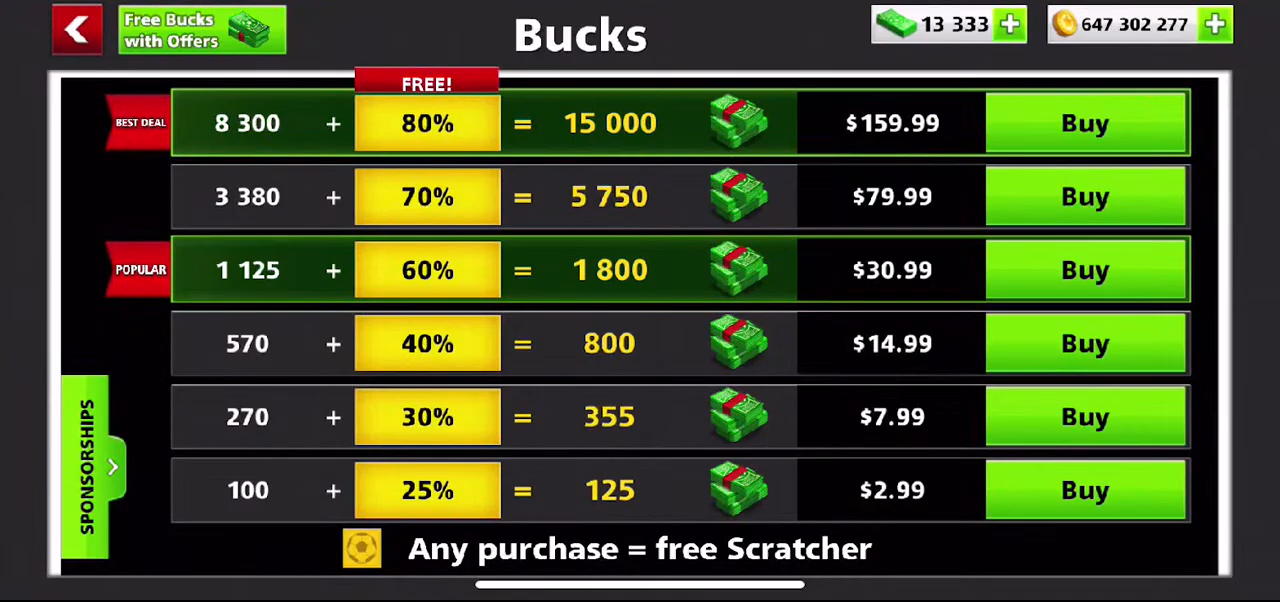 Free Bucks
with Offers
Bucks
13 333
647 302 277
FREE!
BEST DEAL 8 300 + 80% = 15 000 $159.99 Buy
3 380 + 70% = 5 750 $79.99 Buy
POPULAR 1 125 + 60% = 1 800 $30.99 Buy
570 + 40% = 800 $14.99 Buy
270 + 30% = 355 $7.99 Buy
100 + 25% = 125 $2.99 Buy
SPONSORSHIPS
Any purchase = free Scratcher